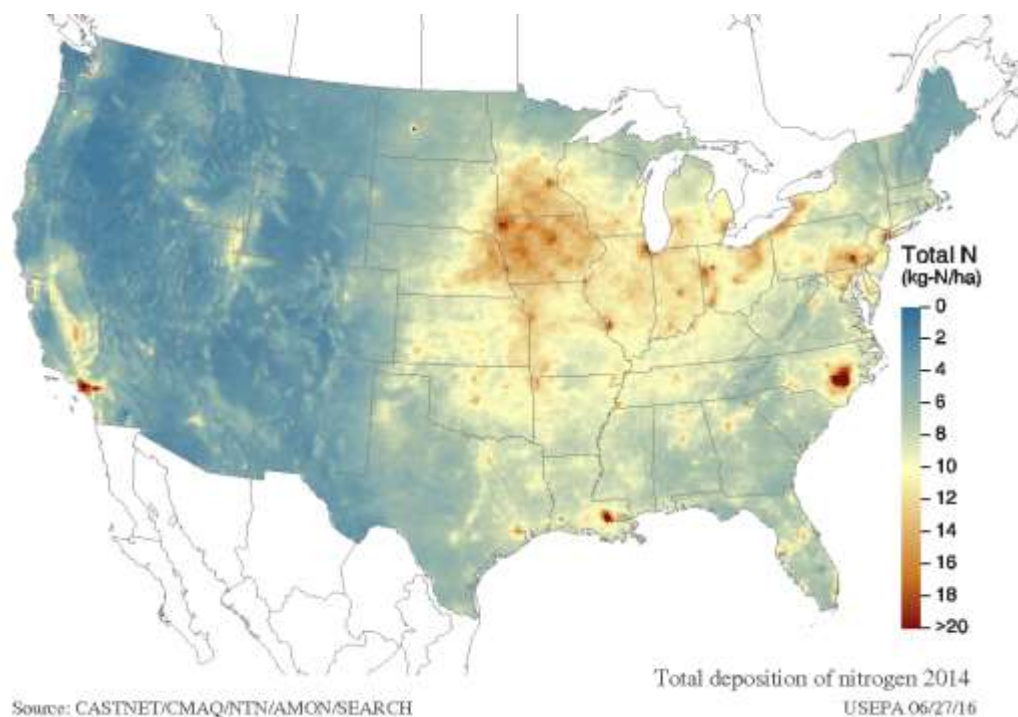 Total N
(kg-N/ha)
0
2
4
6
8
10
12
14
16
18
>20
Total deposition of nitrogen 2014
Source: CASTNET/CMAQ/NTN/AMON/SEARCH
USEPA 06/27/16